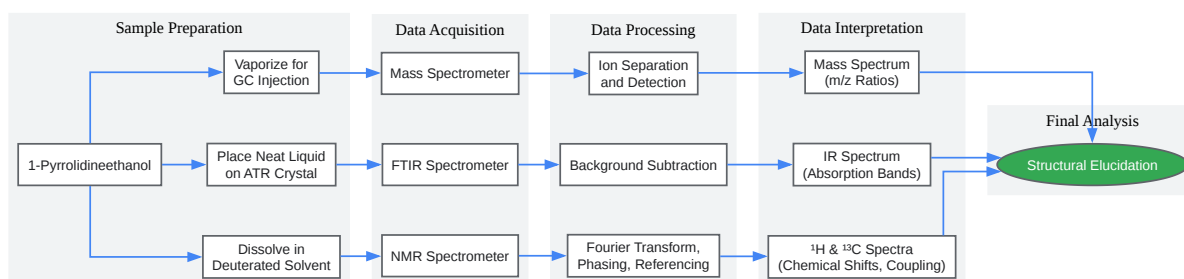 Sample Preparation
Data Acquisition
Data Processing
Data Interpretation
Vaporize for
GC Injection
Mass Spectrometer
Ion Separation
and Detection
Mass Spectrum
(m/z Ratios)
Final Analysis
1-Pyrrolidineethanol
Place Neat Liquid
on ATR Crystal
FTIR Spectrometer
Background Subtraction
IR Spectrum
(Absorption Bands)
Structural Elucidation
Dissolve in
Deuterated Solvent
NMR Spectrometer
Fourier Transform,
Phasing, Referencing
¹H & ¹³C Spectra
(Chemical Shifts, Coupling)